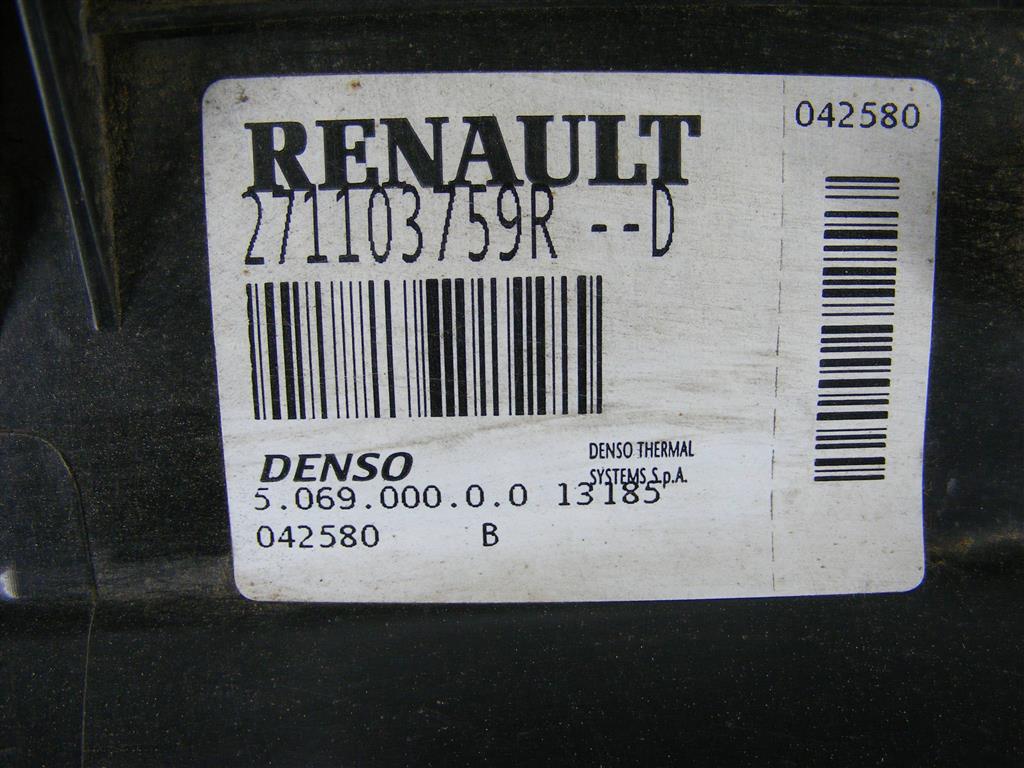 RENAULT
271103759R --D
DENSO
DENSO THERMAL
SYSTEMS S.p.A.
5.069.000.0.0 13185
042580 B
042580